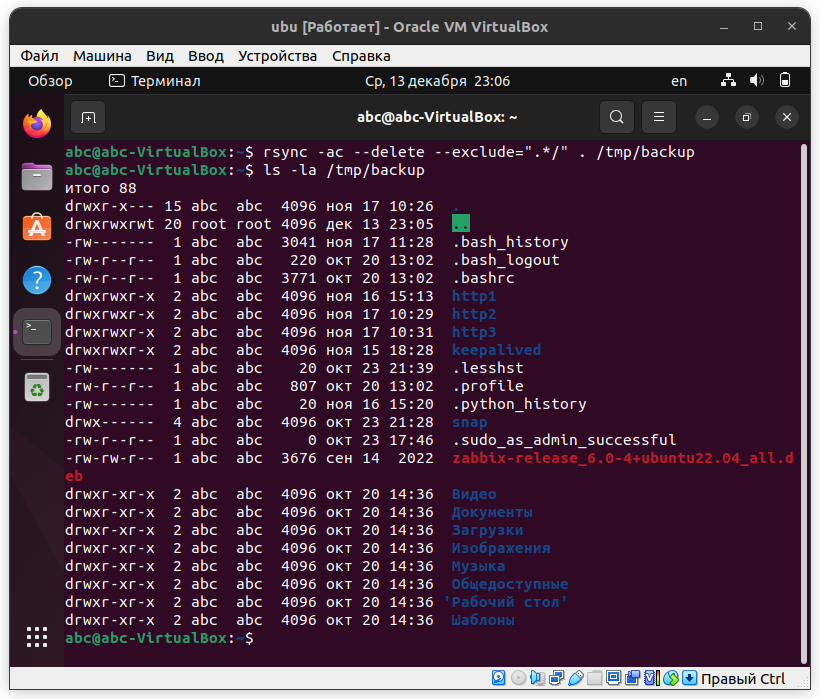 ubu [Работает] - Oracle VM VirtualBox
Файл Машина Вид Ввод Устройства Справка
Обзор Терминал Ср, 13 декабря 23:06 en
abc@abc-VirtualBox: ~
abc@abc-VirtualBox:~$ rsync -ac --delete --exclude=".*/" . /tmp/backup
abc@abc-VirtualBox:~$ ls -la /tmp/backup
итого 88
drwxr-x--- 15 abc abc 4096 ноя 17 10:26 .
drwxrwxrwt 20 root root 4096 дек 13 23:05 ..
-rw------- 1 abc abc 3041 ноя 17 11:28 .bash_history
-rw-r--r-- 1 abc abc 220 окт 20 13:02 .bash_logout
-rw-r--r-- 1 abc abc 3771 окт 20 13:02 .bashrc
drwxrwxr-x 2 abc abc 4096 ноя 16 15:13 http1
drwxrwxr-x 2 abc abc 4096 ноя 17 10:29 http2
drwxrwxr-x 2 abc abc 4096 ноя 17 10:31 http3
drwxrwxr-x 2 abc abc 4096 ноя 15 18:28 keepalived
-rw------- 1 abc abc 20 окт 23 21:39 .lesshst
-rw-r--r-- 1 abc abc 807 окт 20 13:02 .profile
-rw------- 1 abc abc 20 ноя 16 15:20 .python_history
drwx------ 4 abc abc 4096 окт 23 21:28 snap
-rw-r--r-- 1 abc abc 0 окт 23 17:46 .sudo_as_admin_successful
-rw-rw-r-- 1 abc abc 3676 сен 14 2022 zabbix-release_6.0-4+ubuntu22.04_all.d
eb
drwxr-xr-x 2 abc abc 4096 окт 20 14:36 Видео
drwxr-xr-x 2 abc abc 4096 окт 20 14:36 Документы
drwxr-xr-x 2 abc abc 4096 окт 20 14:36 Загрузки
drwxr-xr-x 2 abc abc 4096 окт 20 14:36 Изображения
drwxr-xr-x 2 abc abc 4096 окт 20 14:36 Музыка
drwxr-xr-x 2 abc abc 4096 окт 20 14:36 Общедоступные
drwxr-xr-x 2 abc abc 4096 окт 20 14:36 'Рабочий стол'
drwxr-xr-x 2 abc abc 4096 окт 20 14:36 Шаблоны
abc@abc-VirtualBox:~$
Правый Ctrl